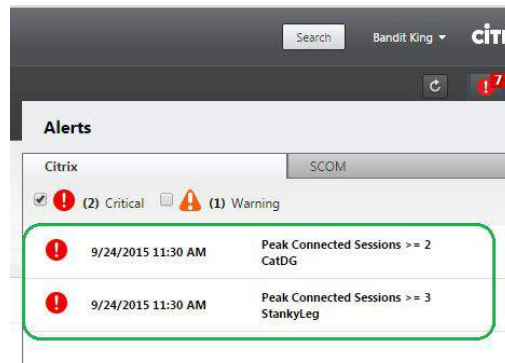 Search
Bandit King
7
Alerts
Citrix
SCOM
(2) Critical
(1) Warning
9/24/2015 11:30 AM
Peak Connected Sessions >= 2
CatDG
9/24/2015 11:30 AM
Peak Connected Sessions >= 3
StankyLeg